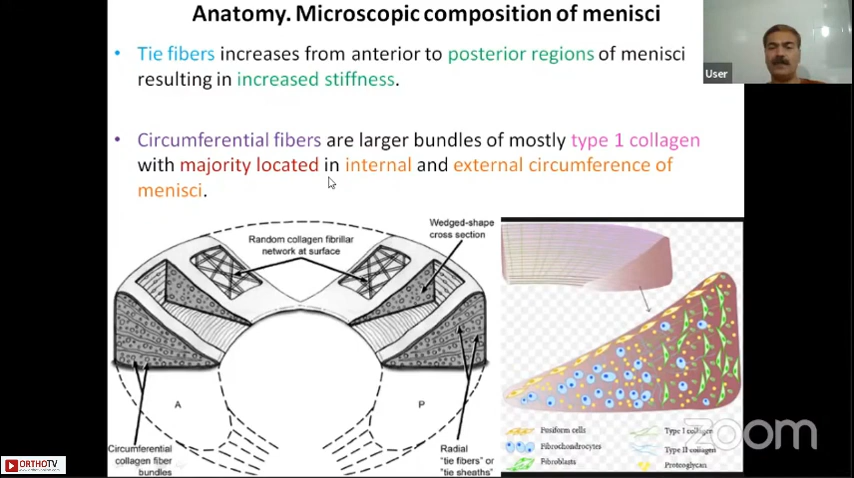 Anatomy. Microscopic composition of menisci
User
• Tie fibers increases from anterior to posterior regions of menisci
resulting in increased stiffness.
• Circumferential fibers are larger bundles of mostly type 1 collagen
with majority located in internal and external circumference of
menisci.
Random collagen fibrillar
network at surface
Wedged-shape
cross section
A
P
Circumferential
collagen fiber
bundles
Radial
"tie fibers" or
"tie sheaths"
Fusiform cells
Fibrochondrocytes
Fibroblasts
Type I collagen
Type II collagen
Proteoglycan
zoom
ORTHOTV